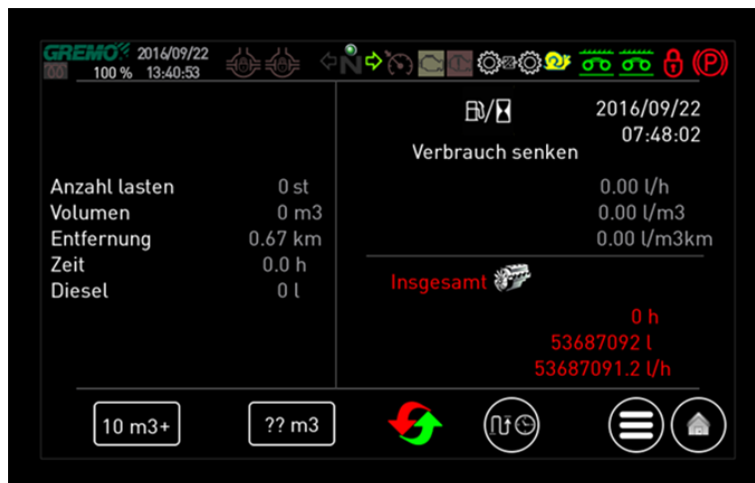 GREMO 2016/09/22
100 % 13:40:53
N
(P)
2016/09/22
07:48:02
Verbrauch senken
Anzahl lasten 0 st
Volumen 0 m3
Entfernung 0.67 km
Zeit 0.0 h
Diesel 0 l
0.00 l/h
0.00 l/m3
0.00 l/m3km
Insgesamt
0 h
53687092 l
53687091.2 l/h
10 m3+
?? m3